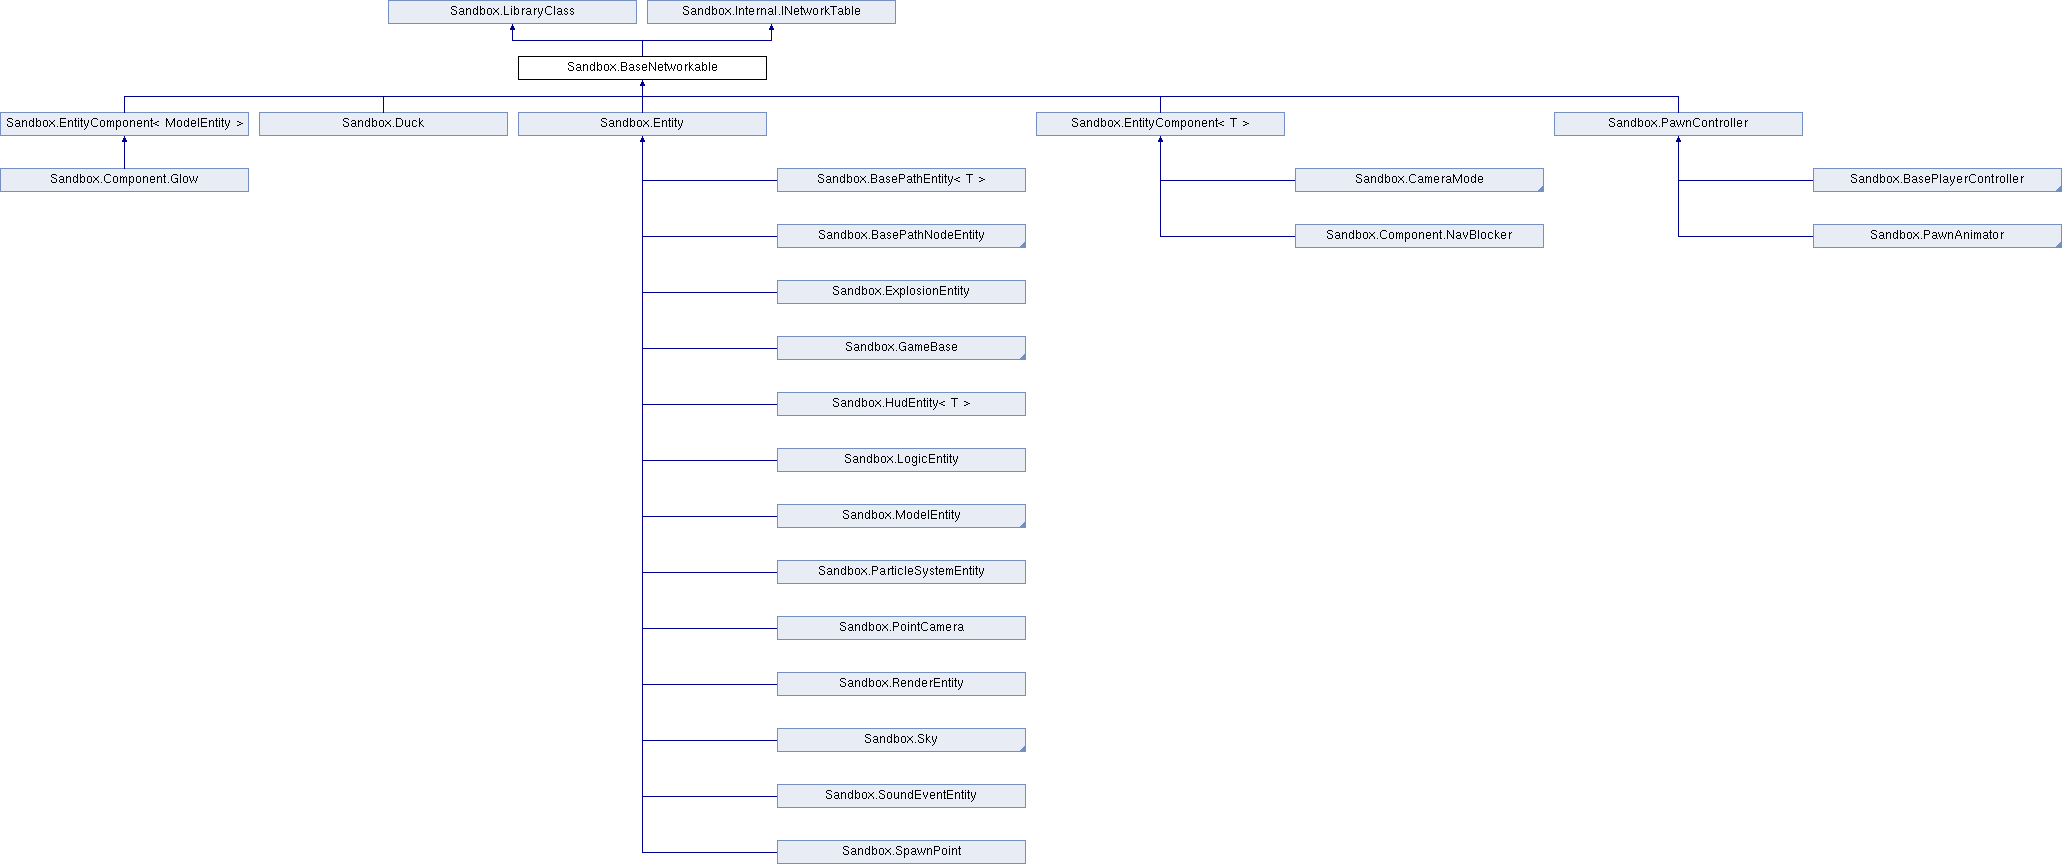 Sandbox.LibraryClass
Sandbox.Internal.INetworkTable
Sandbox.BaseNetworkable
Sandbox.EntityComponent< ModelEntity >
Sandbox.Duck
Sandbox.Entity
Sandbox.EntityComponent< T >
Sandbox.PawnController
Sandbox.Component.Glow
Sandbox.BasePathEntity< T >
Sandbox.CameraMode
Sandbox.BasePlayerController
Sandbox.BasePathNodeEntity
Sandbox.Component.NavBlocker
Sandbox.PawnAnimator
Sandbox.ExplosionEntity
Sandbox.GameBase
Sandbox.HudEntity< T >
Sandbox.LogicEntity
Sandbox.ModelEntity
Sandbox.ParticleSystemEntity
Sandbox.PointCamera
Sandbox.RenderEntity
Sandbox.Sky
Sandbox.SoundEventEntity
Sandbox.SpawnPoint